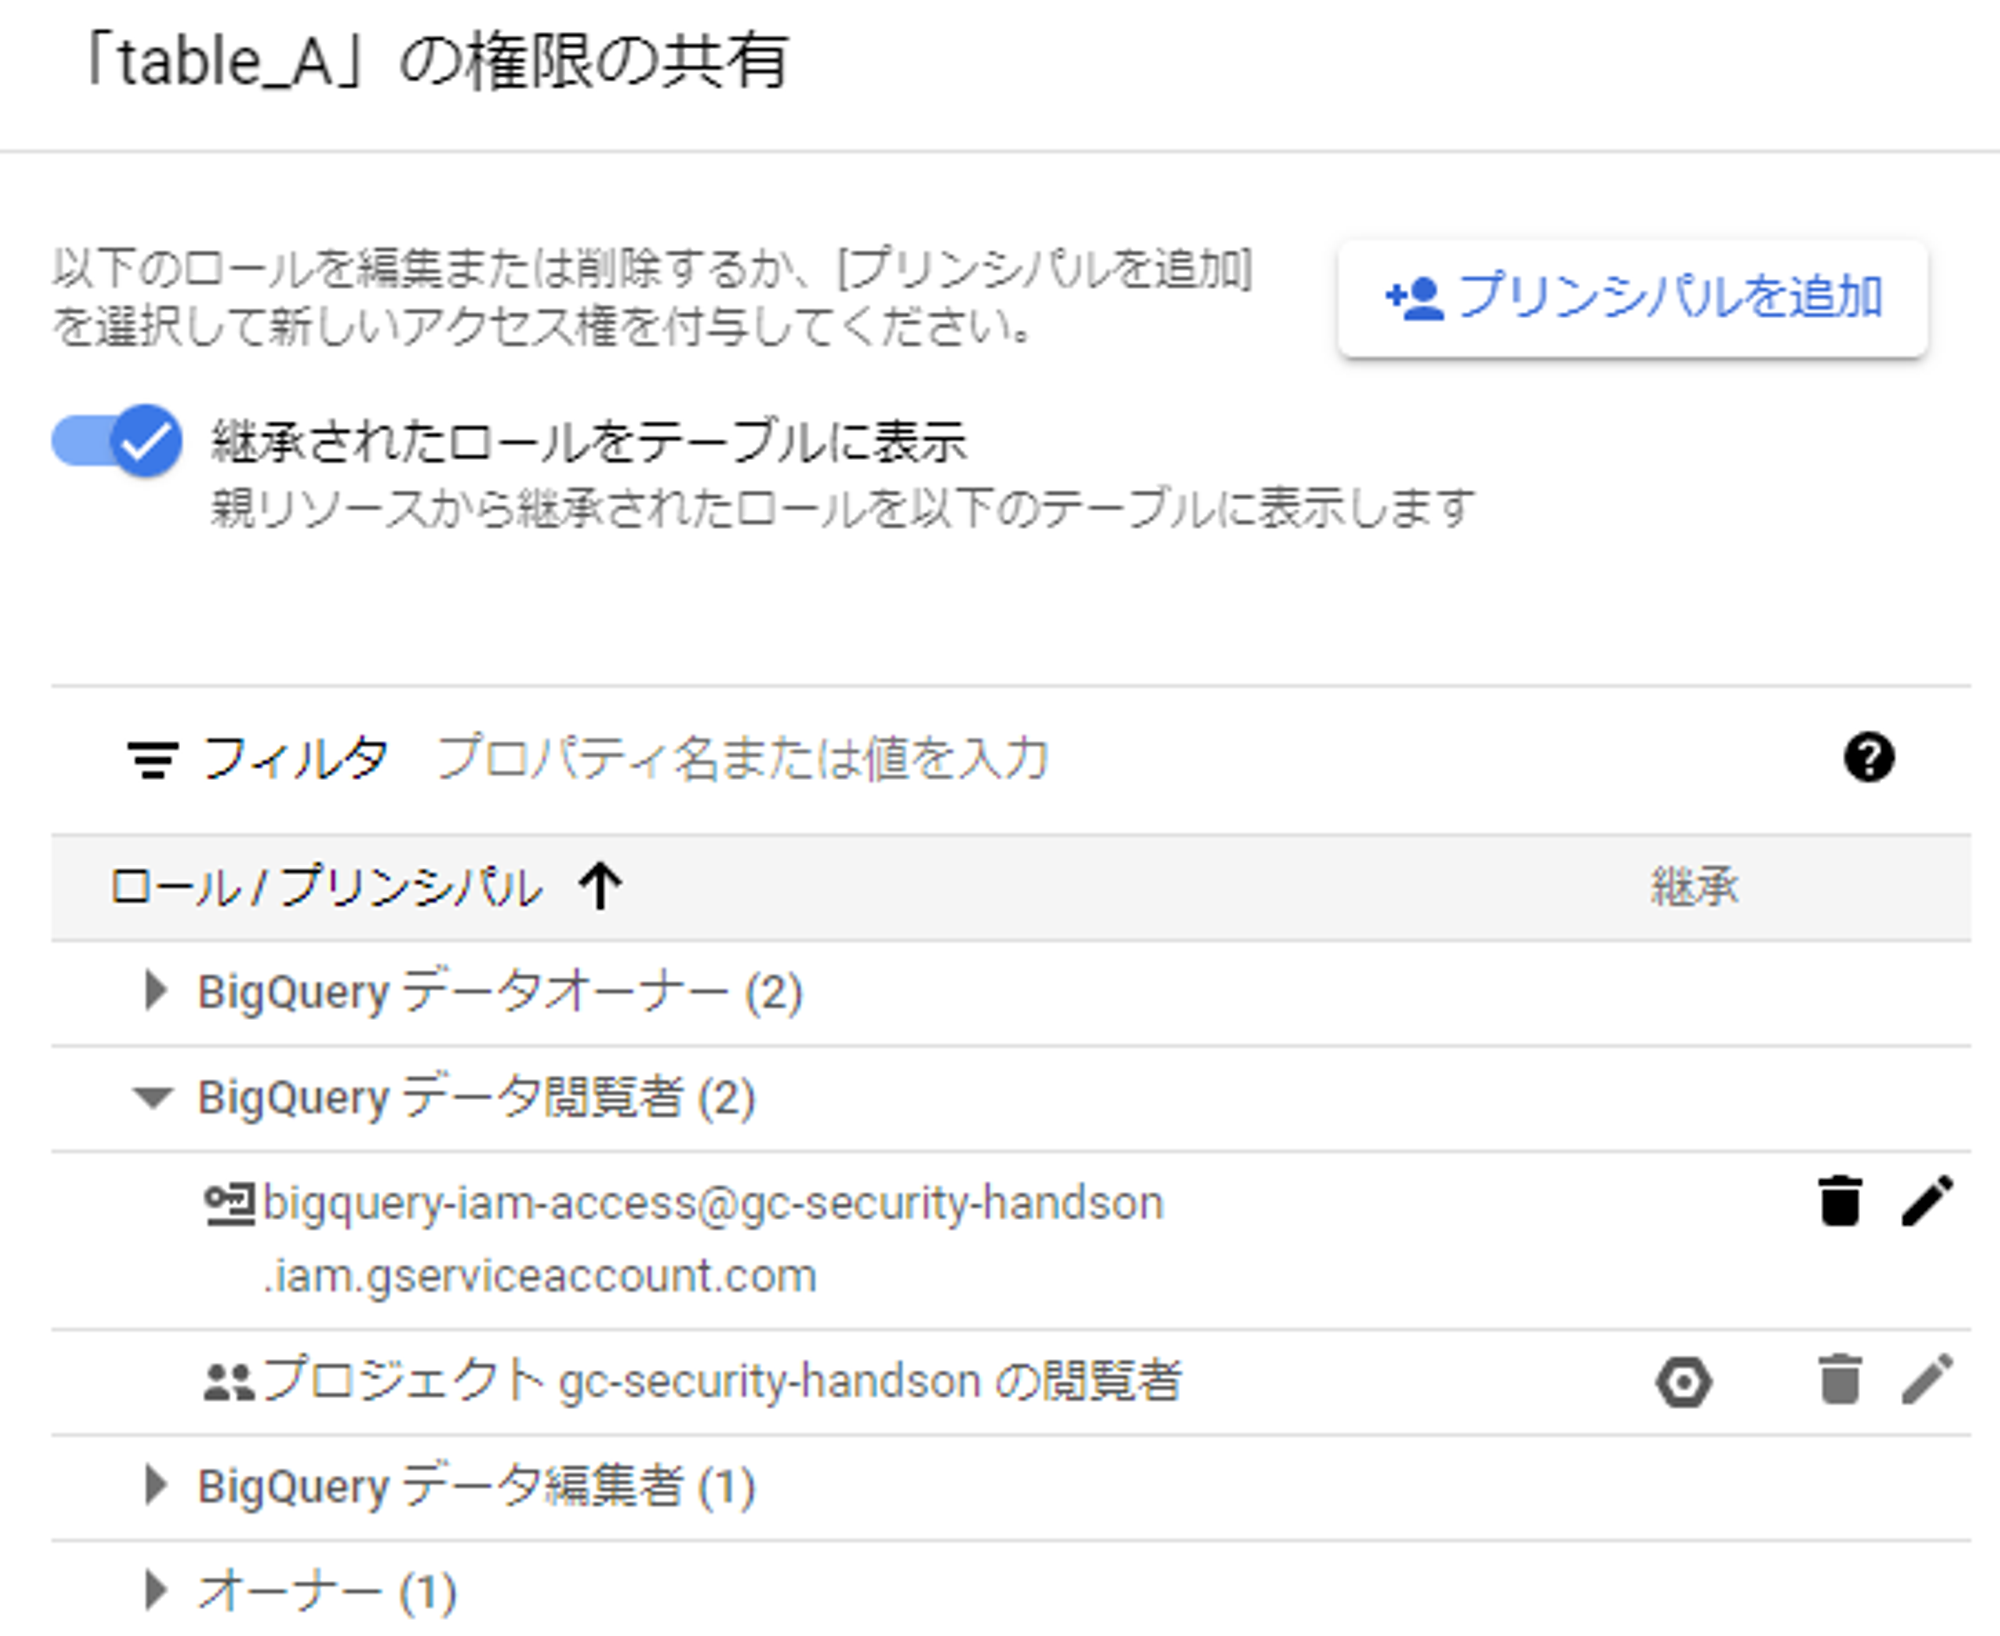 「table_A」の権限の共有
以下のロールを編集または削除するか、[プリンシパルを追加]
を選択して新しいアクセス権を付与してください。
プリンシパルを追加
継承されたロールをテーブルに表示
親リソースから継承されたロールを以下のテーブルに表示します
フィルタ プロパティ名または値を入力
ロール / プリンシパル 継承
BigQuery データオーナー (2)
BigQuery データ閲覧者 (2)
bigquery-iam-access@gc-security-handson
.iam.gserviceaccount.com
プロジェクト gc-security-handson の閲覧者
BigQuery データ編集者 (1)
オーナー (1)